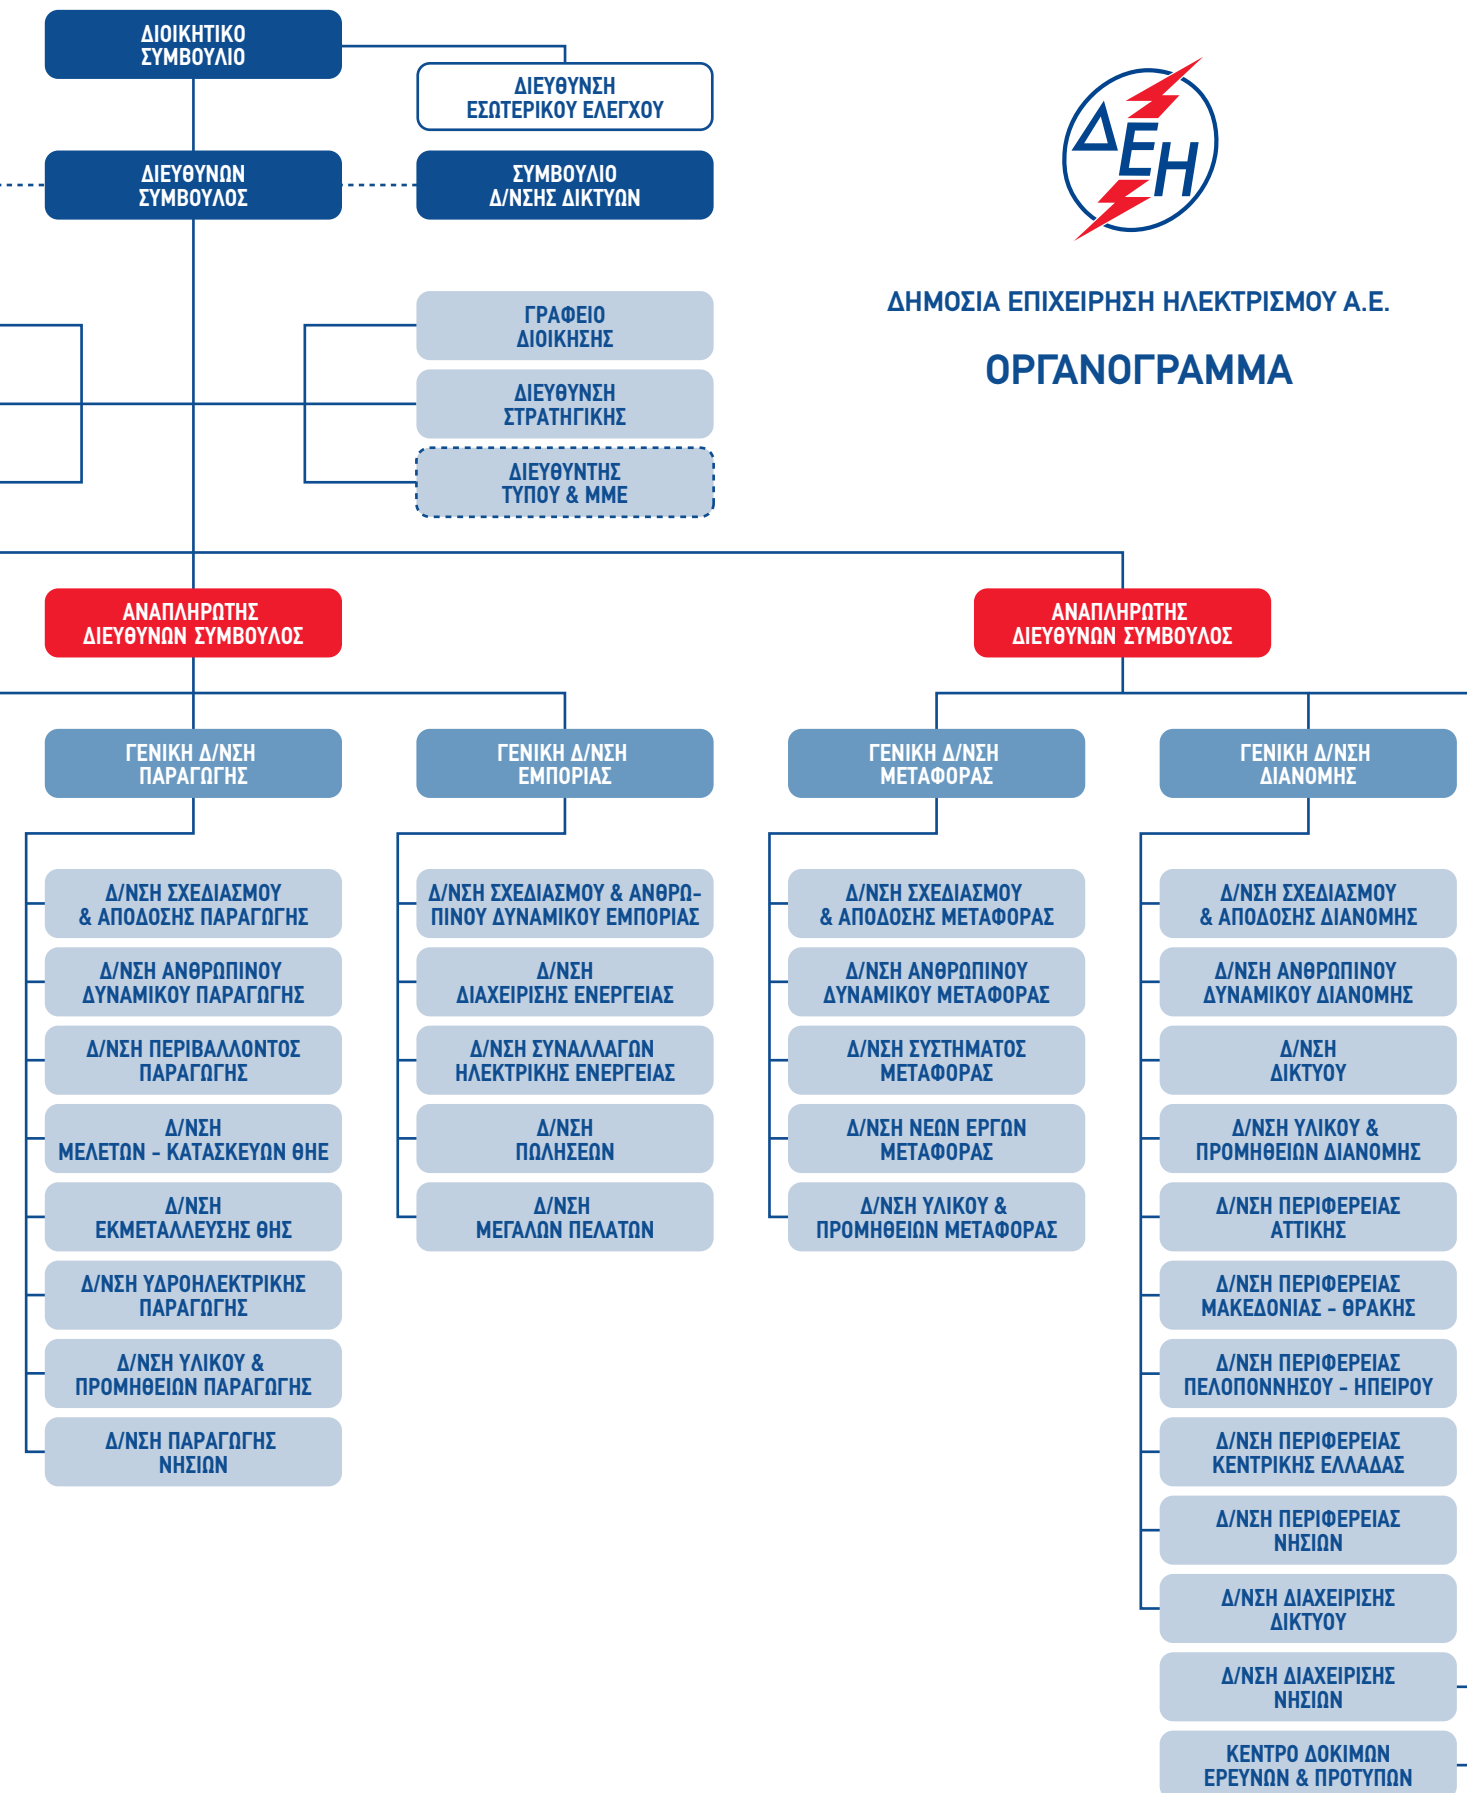 ΔΙΟΙΚΗΤΙΚΟ
ΣΥΜΒΟΥΛΙΟ
ΔΙΕΥΘΥΝΣΗ
ΕΣΩΤΕΡΙΚΟΥ ΕΛΕΓΧΟΥ
ΔΙΕΥΘΥΝΩΝ
ΣΥΜΒΟΥΛΟΣ
ΣΥΜΒΟΥΛΙΟ
Δ/ΝΣΗΣ ΔΙΚΤΥΩΝ
ΔΕΗ
ΔΗΜΟΣΙΑ ΕΠΙΧΕΙΡΗΣΗ ΗΛΕΚΤΡΙΣΜΟΥ Α.Ε.
ΟΡΓΑΝΟΓΡΑΜΜΑ
ΓΡΑΦΕΙΟ
ΔΙΟΙΚΗΣΗΣ
ΔΙΕΥΘΥΝΣΗ
ΣΤΡΑΤΗΓΙΚΗΣ
ΔΙΕΥΘΥΝΤΗΣ
ΤΥΠΟΥ & ΜΜΕ
ΑΝΑΠΛΗΡΩΤΗΣ
ΔΙΕΥΘΥΝΩΝ ΣΥΜΒΟΥΛΟΣ
ΑΝΑΠΛΗΡΩΤΗΣ
ΔΙΕΥΘΥΝΩΝ ΣΥΜΒΟΥΛΟΣ
ΓΕΝΙΚΗ Δ/ΝΣΗ
ΠΑΡΑΓΩΓΗΣ
Δ/ΝΣΗ ΣΧΕΔΙΑΣΜΟΥ
& ΑΠΟΔΟΣΗΣ ΠΑΡΑΓΩΓΗΣ
Δ/ΝΣΗ ΑΝΘΡΩΠΙΝΟΥ
ΔΥΝΑΜΙΚΟΥ ΠΑΡΑΓΩΓΗΣ
Δ/ΝΣΗ ΠΕΡΙΒΑΛΛΟΝΤΟΣ
ΠΑΡΑΓΩΓΗΣ
Δ/ΝΣΗ
ΜΕΛΕΤΩΝ - ΚΑΤΑΣΚΕΥΩΝ ΘΗΕ
Δ/ΝΣΗ
ΕΚΜΕΤΑΛΛΕΥΣΗΣ ΘΗΣ
Δ/ΝΣΗ ΥΔΡΟΗΛΕΚΤΡΙΚΗΣ
ΠΑΡΑΓΩΓΗΣ
Δ/ΝΣΗ ΥΛΙΚΟΥ &
ΠΡΟΜΗΘΕΙΩΝ ΠΑΡΑΓΩΓΗΣ
Δ/ΝΣΗ ΠΑΡΑΓΩΓΗΣ
ΝΗΣΙΩΝ
ΓΕΝΙΚΗ Δ/ΝΣΗ
ΕΜΠΟΡΙΑΣ
Δ/ΝΣΗ ΣΧΕΔΙΑΣΜΟΥ & ΑΝΘΡΩ-
ΠΙΝΟΥ ΔΥΝΑΜΙΚΟΥ ΕΜΠΟΡΙΑΣ
Δ/ΝΣΗ
ΔΙΑΧΕΙΡΙΣΗΣ ΕΝΕΡΓΕΙΑΣ
Δ/ΝΣΗ ΣΥΝΑΛΛΑΓΩΝ
ΗΛΕΚΤΡΙΚΗΣ ΕΝΕΡΓΕΙΑΣ
Δ/ΝΣΗ
ΠΩΛΗΣΕΩΝ
Δ/ΝΣΗ
ΜΕΓΑΛΩΝ ΠΕΛΑΤΩΝ
ΓΕΝΙΚΗ Δ/ΝΣΗ
ΜΕΤΑΦΟΡΑΣ
Δ/ΝΣΗ ΣΧΕΔΙΑΣΜΟΥ
& ΑΠΟΔΟΣΗΣ ΜΕΤΑΦΟΡΑΣ
Δ/ΝΣΗ ΑΝΘΡΩΠΙΝΟΥ
ΔΥΝΑΜΙΚΟΥ ΜΕΤΑΦΟΡΑΣ
Δ/ΝΣΗ ΣΥΣΤΗΜΑΤΟΣ
ΜΕΤΑΦΟΡΑΣ
Δ/ΝΣΗ ΝΕΩΝ ΕΡΓΩΝ
ΜΕΤΑΦΟΡΑΣ
Δ/ΝΣΗ ΥΛΙΚΟΥ &
ΠΡΟΜΗΘΕΙΩΝ ΜΕΤΑΦΟΡΑΣ
ΓΕΝΙΚΗ Δ/ΝΣΗ
ΔΙΑΝΟΜΗΣ
Δ/ΝΣΗ ΣΧΕΔΙΑΣΜΟΥ
& ΑΠΟΔΟΣΗΣ ΔΙΑΝΟΜΗΣ
Δ/ΝΣΗ ΑΝΘΡΩΠΙΝΟΥ
ΔΥΝΑΜΙΚΟΥ ΔΙΑΝΟΜΗΣ
Δ/ΝΣΗ
ΔΙΚΤΥΟΥ
Δ/ΝΣΗ ΥΛΙΚΟΥ &
ΠΡΟΜΗΘΕΙΩΝ ΔΙΑΝΟΜΗΣ
Δ/ΝΣΗ ΠΕΡΙΦΕΡΕΙΑΣ
ΑΤΤΙΚΗΣ
Δ/ΝΣΗ ΠΕΡΙΦΕΡΕΙΑΣ
ΜΑΚΕΔΟΝΙΑΣ - ΘΡΑΚΗΣ
Δ/ΝΣΗ ΠΕΡΙΦΕΡΕΙΑΣ
ΠΕΛΟΠΟΝΝΗΣΟΥ - ΗΠΕΙΡΟΥ
Δ/ΝΣΗ ΠΕΡΙΦΕΡΕΙΑΣ
ΚΕΝΤΡΙΚΗΣ ΕΛΛΑΔΑΣ
Δ/ΝΣΗ ΠΕΡΙΦΕΡΕΙΑΣ
ΝΗΣΙΩΝ
Δ/ΝΣΗ ΔΙΑΧΕΙΡΙΣΗΣ
ΔΙΚΤΥΟΥ
Δ/ΝΣΗ ΔΙΑΧΕΙΡΙΣΗΣ
ΝΗΣΙΩΝ
ΚΕΝΤΡΟ ΔΟΚΙΜΩΝ
ΕΡΕΥΝΩΝ & ΠΡΟΤΥΠΩΝ